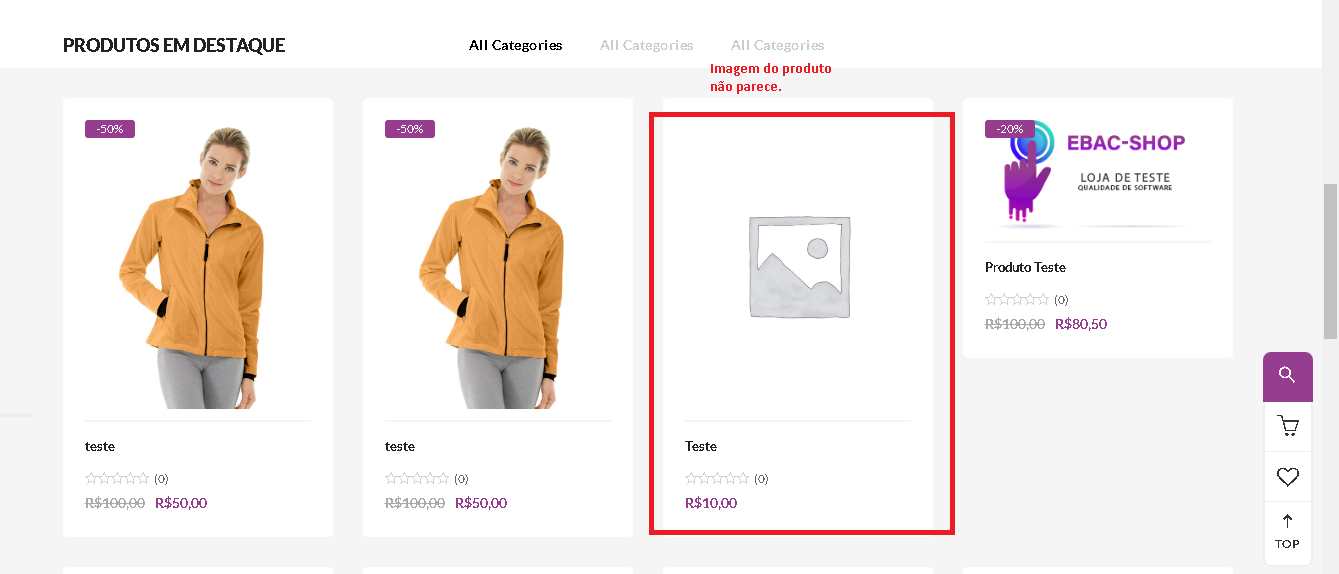 PRODUTOS EM DESTAQUE
All Categories All Categories All Categories
Imagem do produto
não parece.
-50%
teste
(0)
R$100,00 R$50,00
-50%
teste
(0)
R$100,00 R$50,00
Teste
(0)
R$10,00
-20%
EBAC-SHOP
LOJA DE TESTE
QUALIDADE DE SOFTWARE
Produto Teste
(0)
R$100,00 R$80,50
TOP